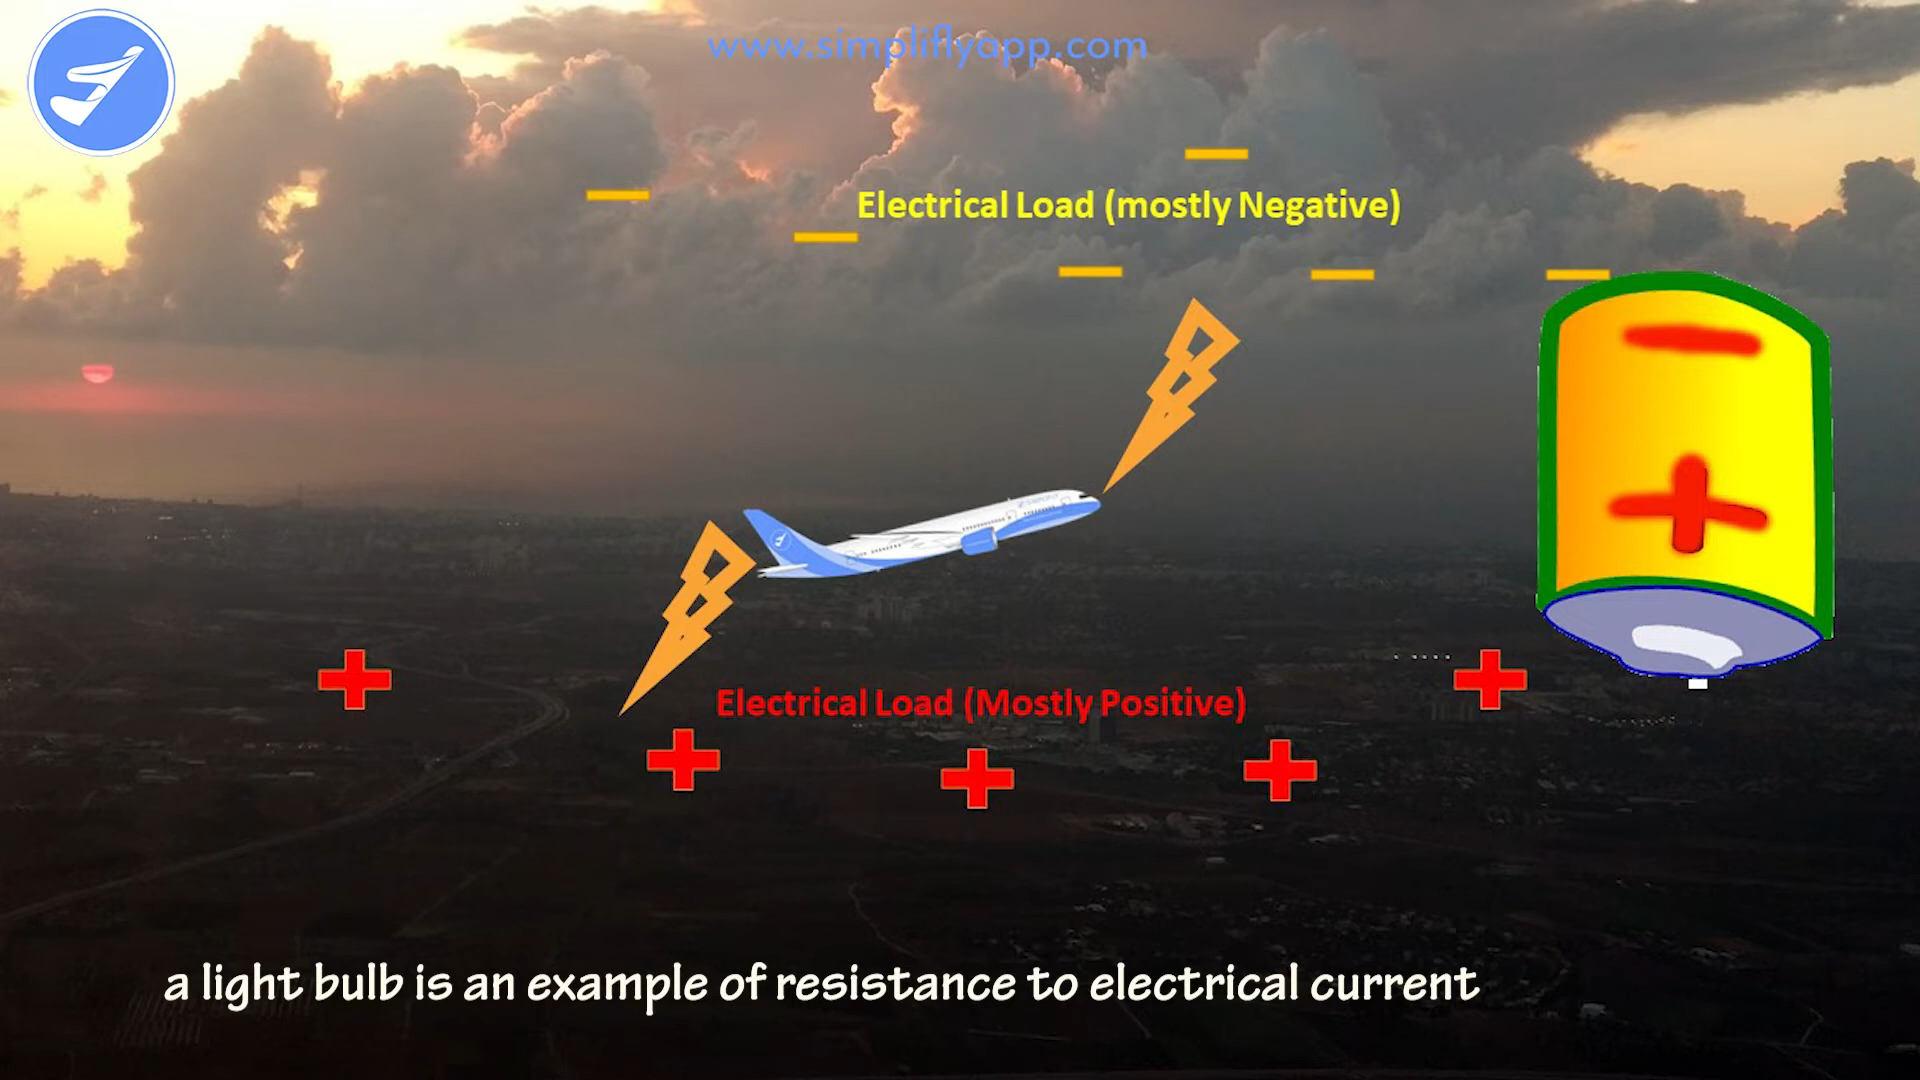 www.simpliflyapp.com
Electrical Load (mostly Negative)
Electrical Load (Mostly Positive)
a light bulb is an example of resistance to electrical current